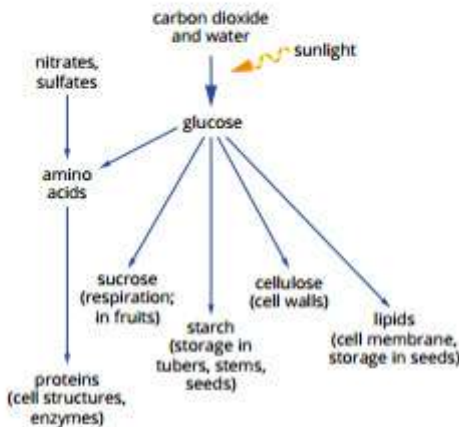 carbon dioxide
and water
sunlight
nitrates,
sulfates
glucose
amino
acids
sucrose
(respiration;
in fruits)
cellulose
(cell walls)
starch
(storage in
tubers, stems,
seeds)
lipids
(cell membrane,
storage in seeds)
proteins
(cell structures,
enzymes)